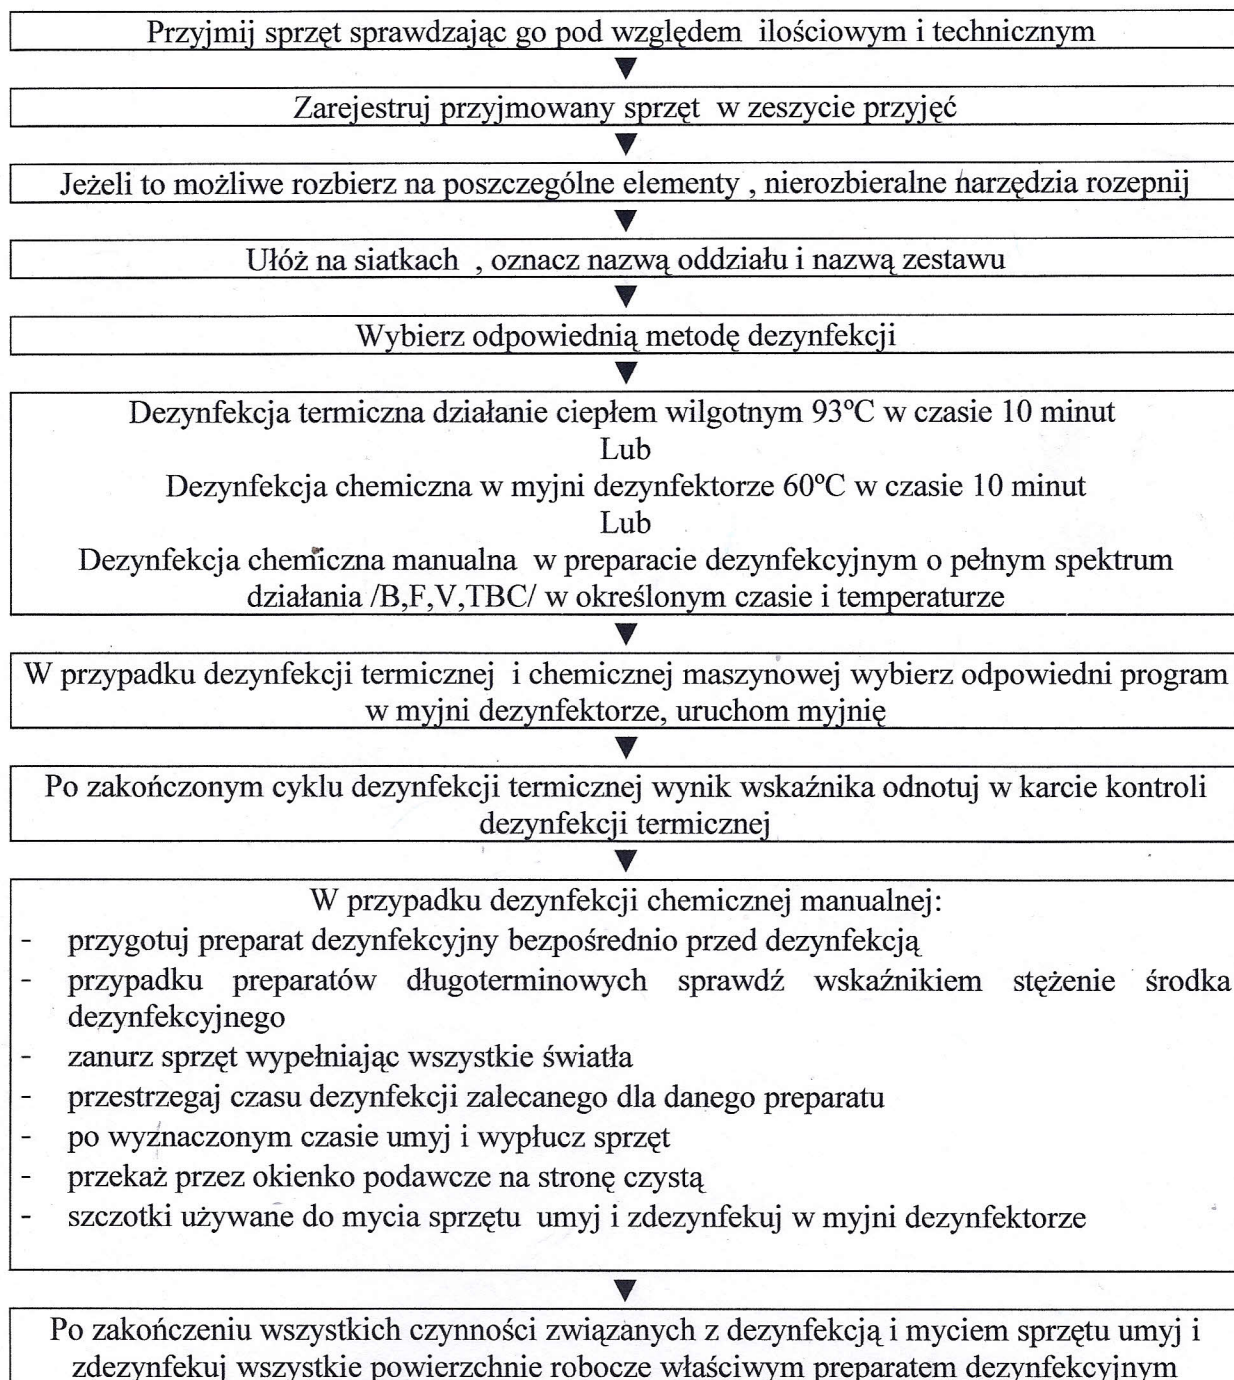 Przyjmij sprzęt sprawdzając go pod względem ilościowym i technicznym
Zarejestruj przyjmowany sprzęt w zeszycie przyjęć
Jeżeli to możliwe rozbierz na poszczególne elementy , nierozbieralne narzędzia rozepnij
Ułóż na siatkach , oznacz nazwą oddziału i nazwą zestawu
Wybierz odpowiednią metodę dezynfekcji
Dezynfekcja termiczna działanie ciepłem wilgotnym 93ºC w czasie 10 minut
Lub
Dezynfekcja chemiczna w myjni dezynfektorze 60ºC w czasie 10 minut
Lub
Dezynfekcja chemiczna manualna w preparacie dezynfekcyjnym o pełnym spektrum
działania /B,F,V,TBC/ w określonym czasie i temperaturze
W przypadku dezynfekcji termicznej i chemicznej maszynowej wybierz odpowiedni program
w myjni dezynfektorze, uruchom myjnię
Po zakończonym cyklu dezynfekcji termicznej wynik wskaźnika odnotuj w karcie kontroli
dezynfekcji termicznej
W przypadku dezynfekcji chemicznej manualnej:
- przygotuj preparat dezynfekcyjny bezpośrednio przed dezynfekcją
- przypadku preparatów długoterminowych sprawdź wskaźnikiem stężenie środka
dezynfekcyjnego
- zanurz sprzęt wypełniając wszystkie światła
- przestrzegaj czasu dezynfekcji zalecanego dla danego preparatu
- po wyznaczonym czasie umyj i wypłucz sprzęt
- przekaż przez okienko podawcze na stronę czystą
- szczotki używane do mycia sprzętu umyj i zdezynfekuj w myjni dezynfektorze
Po zakończeniu wszystkich czynności związanych z dezynfekcją i myciem sprzętu umyj i
zdezynfekuj wszystkie powierzchnie robocze właściwym preparatem dezynfekcyjnym